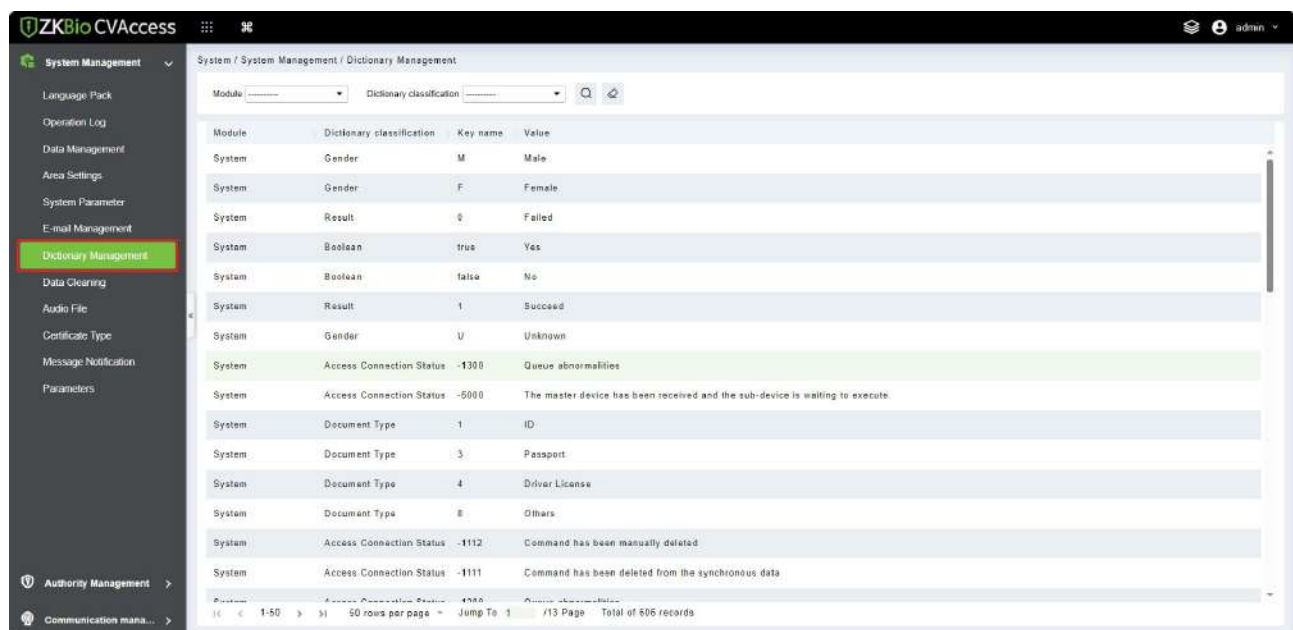 ZKBio CVAccess
admin
System Management
System / System Management / Dictionary Management
Language Pack
Operation Log
Data Management
Area Settings
System Parameter
E-mail Management
Dictionary Management
Data Cleaning
Audio File
Certificate Type
Message Notification
Parameters
Authority Management
Communication mana...
Module ---------- Dictionary classification ----------
Module Dictionary classification Key name Value
System Gender M Male
System Gender F Female
System Result 0 Failed
System Boolean true Yes
System Boolean false No
System Result 1 Succeed
System Gender U Unknown
System Access Connection Status Queue abnormalities
System Access Connection Status -5000 The master device has been received and the sub-device is waiting to execute.
System Document Type 1 ID
System Document Type 3 Passport
System Document Type 4 Driver License
System Document Type 8 Others
System Access Connection Status -1112 Command has been manually deleted
System Access Connection Status -1111 Command has been deleted from the synchronous data
1-50 50 rows per page Jump To 1 /13 Page Total of 606 records